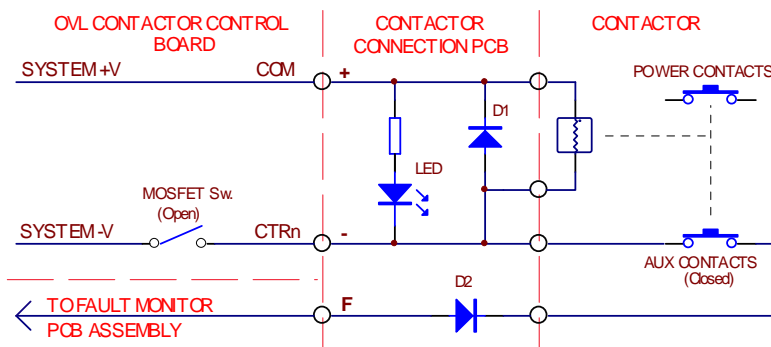 OVL CONTACTOR CONTROL
BOARD
CONTACTOR
CONNECTION PCB
CONTACTOR
SYSTEM +V
COM
+
POWER CONTACTS
D1
LED
MOSFET Sw.
(Open)
SYSTEM -V
CTRn
-
AUX CONTACTS
(Closed)
TO FAULT MONITOR
PCB ASSEMBLY
F
D2